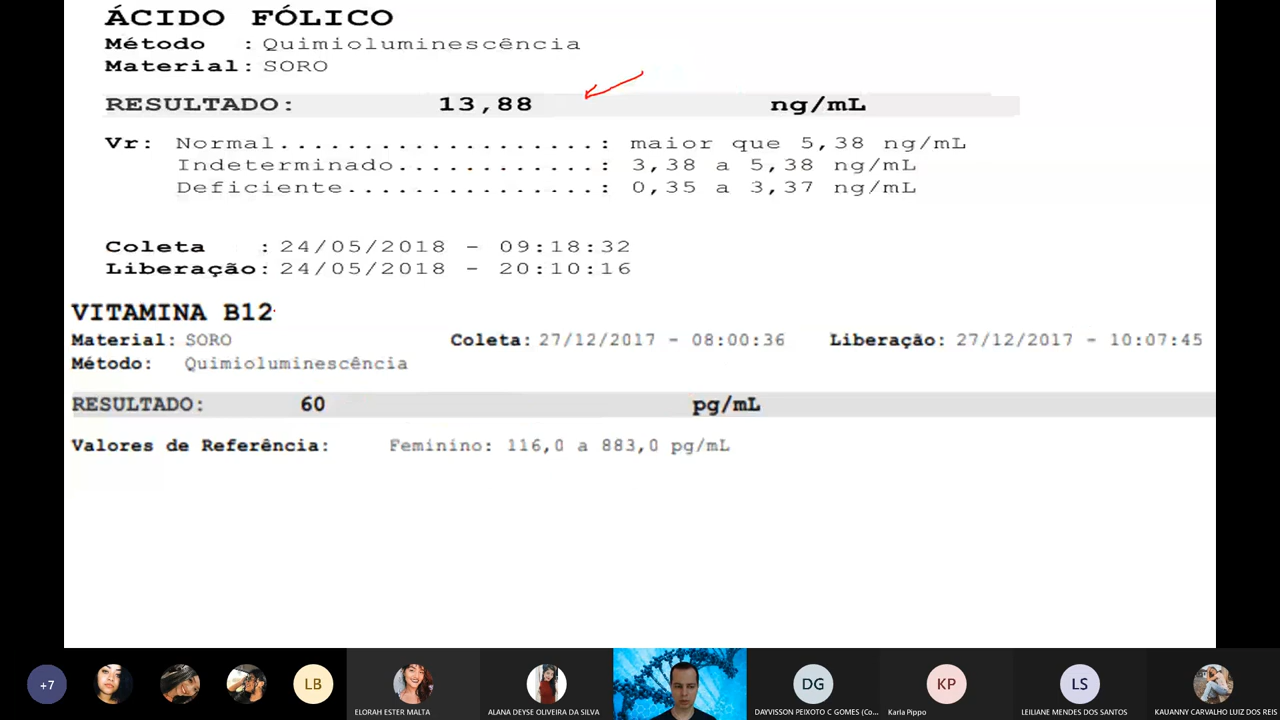 ÁCIDO FÓLICO
Método : Quimioluminescência
Material: SORO
RESULTADO: 13,88 ng/mL
Vr: Normal...................: maior que 5,38 ng/mL
Indeterminado............: 3,38 a 5,38 ng/mL
Deficiente...............: 0,35 a 3,37 ng/mL
Coleta : 24/05/2018 - 09:18:32
Liberação: 24/05/2018 - 20:10:16
VITAMINA B12
Material: SORO Coleta: 27/12/2017 - 08:00:36 Liberação: 27/12/2017 - 10:07:45
Método: Quimioluminescência
RESULTADO: 60 pg/mL
Valores de Referência: Feminino: 116,0 a 883,0 pg/mL
+7 LB DG KP LS
ELORAH ESTER MALTA ALANA DEYSE OLIVEIRA DA SILVA DAYVISSON PEIXOTO C GOMES (Co... Karla Pippo LEILIANE MENDES DOS SANTOS KAUANNY CARVALHO LUIZ DOS REIS